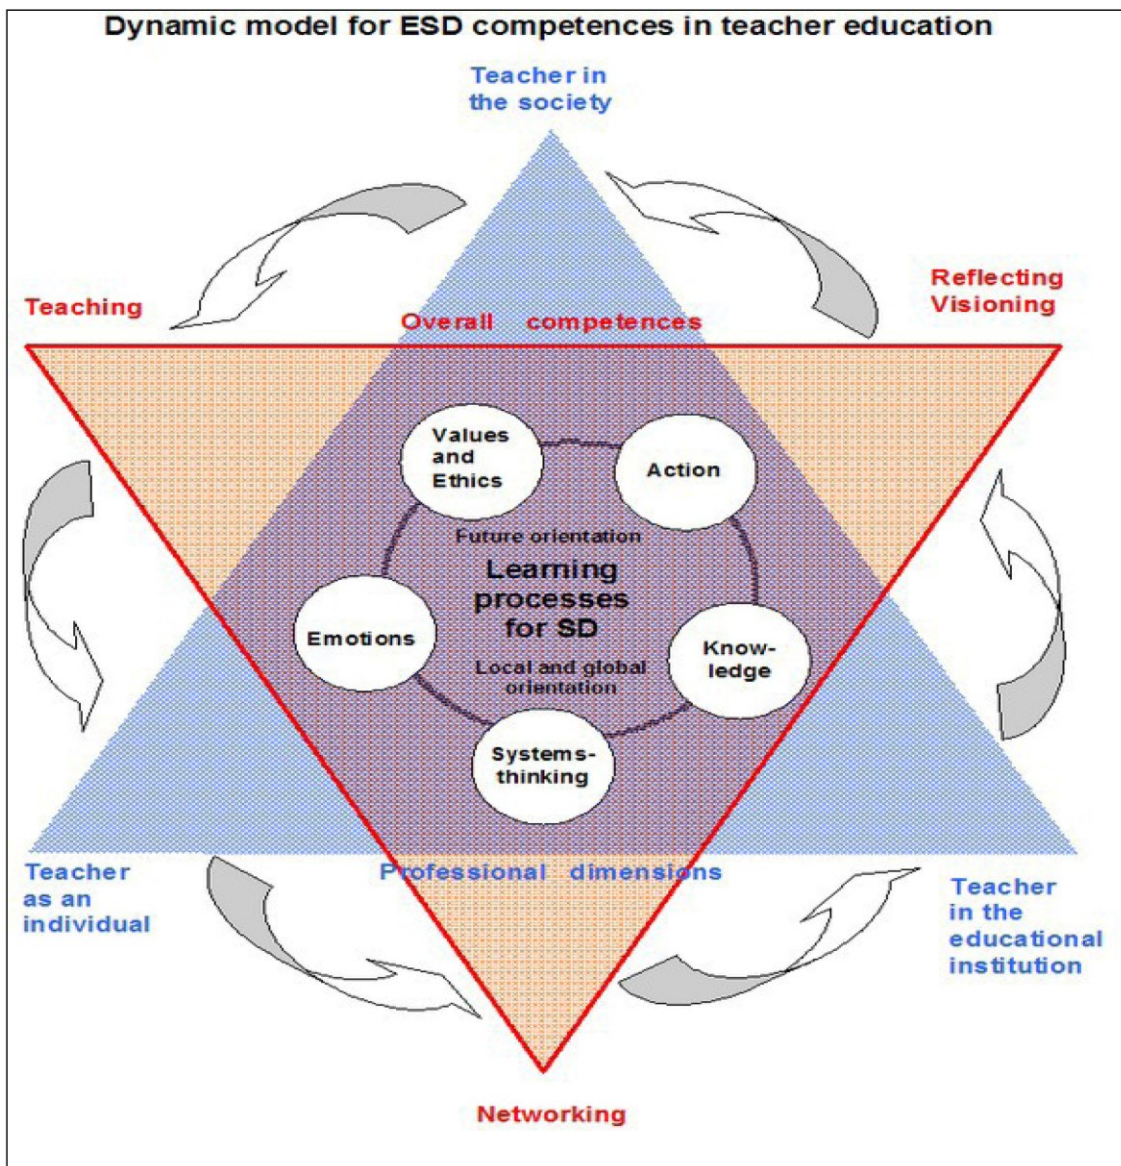 Dynamic model for ESD competences in teacher education
Teacher in
the society
Teaching
Reflecting
Visioning
Overall competences
Values
and
Ethics
Action
Future orientation
Learning
processes
for SD
Emotions
Know-
ledge
Local and global
orientation
Systems-
thinking
Teacher
as an
individual
Professional dimensions
Teacher
in the
educational
institution
Networking